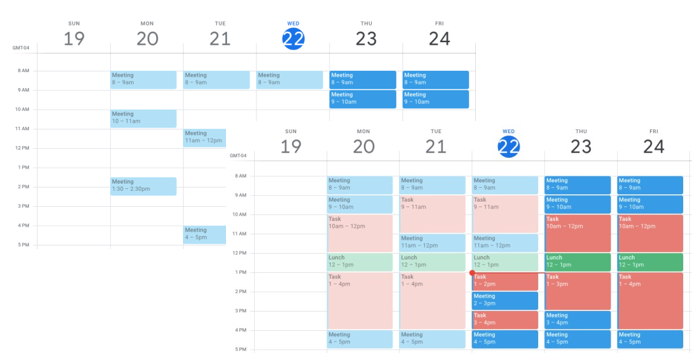 SUN MON TUE WED THU FRI
19 20 21 22 23 24
GMT04
8 AM
Meeting
8 – 9am
Meeting
8 – 9am
Meeting
8 – 9am
Meeting
8 – 9am
Meeting
8 – 9am
9 AM
Meeting
9 – 10am
Meeting
9 – 10am
10 AM
Meeting
10 – 11am
11 AM
Meeting
11am – 12pm
12 PM
1 PM
2 PM
Meeting
1:30 – 2:30pm
3 PM
4 PM
Meeting
4 – 5pm
5 PM
SUN MON TUE WED THU FRI
19 20 21 22 23 24
GMT04
8 AM
Meeting
8 – 9am
Meeting
8 – 9am
Meeting
8 – 9am
Meeting
8 – 9am
Meeting
8 – 9am
9 AM
Meeting
9 – 10am
Task
9 – 11am
Task
9 – 11am
Meeting
9 – 10am
Meeting
9 – 10am
10 AM
Task
10am – 12pm
Task
10am – 12pm
Task
10am – 12pm
11 AM
Meeting
11am – 12pm
Meeting
11am – 12pm
12 PM
Lunch
12 – 1pm
Lunch
12 – 1pm
Lunch
12 – 1pm
Lunch
12 – 1pm
Lunch
12 – 1pm
1 PM
Task
1 – 4pm
Task
1 – 4pm
Task
1 – 2pm
Task
1 – 3pm
Task
1 – 4pm
2 PM
Meeting
2 – 3pm
3 PM
Task
3 – 4pm
Meeting
3 – 4pm
4 PM
Meeting
4 – 5pm
Meeting
4 – 5pm
Meeting
4 – 5pm
Meeting
4 – 5pm
Meeting
4 – 5pm
5 PM